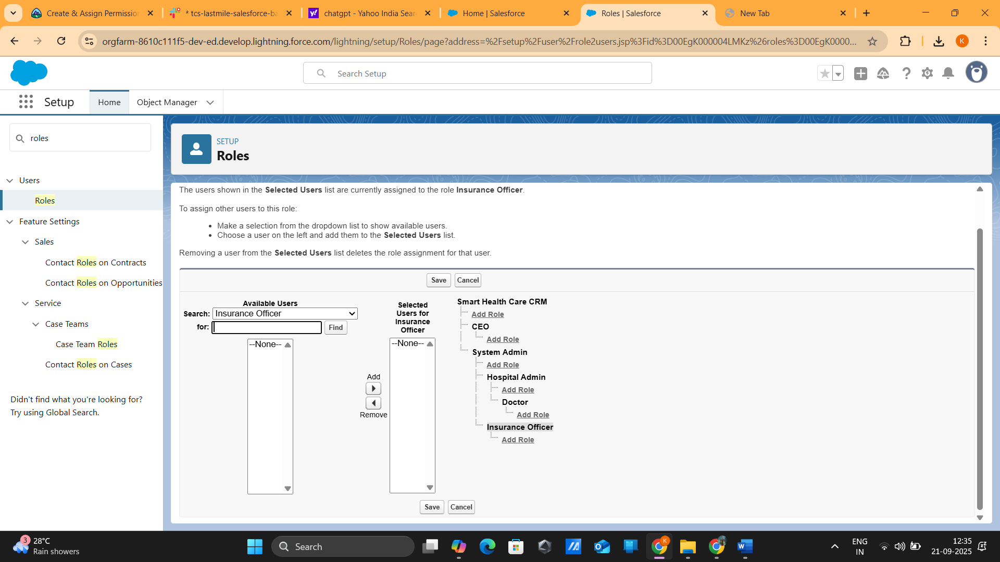 Create & Assign Permission
* tcs-lastmile-salesforce-ba
chatgpt - Yahoo India Sear
Home | Salesforce
Roles | Salesforce
New Tab
orgfarm-8610c111f5-dev-ed.develop.lightning.force.com/lightning/setup/Roles/page?address=%2Fsetup%2Fuser%2Frole2users.jsp%3Fid%3D00EgK000004LMKz%26roles%3D00EgK0000...
K
Search Setup
Setup
Home
Object Manager
roles
Users
Roles
Feature Settings
Sales
Contact Roles on Contracts
Contact Roles on Opportunities
Service
Case Teams
Case Team Roles
Contact Roles on Cases
Didn't find what you're looking for?
Try using Global Search.
SETUP
Roles
The users shown in the Selected Users list are currently assigned to the role Insurance Officer.
To assign other users to this role:
• Make a selection from the dropdown list to show available users.
• Choose a user on the left and add them to the Selected Users list.
Removing a user from the Selected Users list deletes the role assignment for that user.
Save
Cancel
Available Users
Search:
Insurance Officer
for:
Find
--None--
Add
Remove
Selected
Users for
Insurance
Officer
--None--
Smart Health Care CRM
Add Role
CEO
Add Role
System Admin
Add Role
Hospital Admin
Add Role
Doctor
Add Role
Insurance Officer
Add Role
Save
Cancel
3
28°C
Rain showers
Search
K
ENG
IN
12:35
21-09-2025